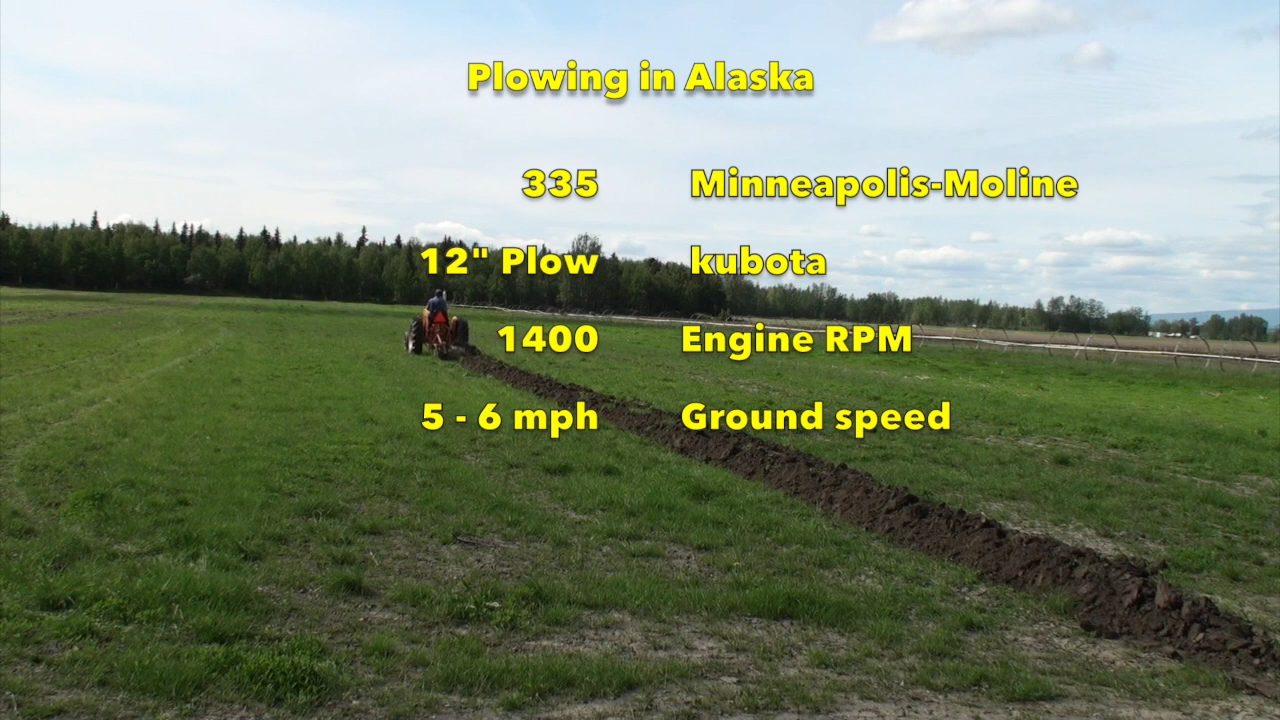 Plowing in Alaska
335 Minneapolis-Moline
12" Plow kubota
1400 Engine RPM
5 - 6 mph Ground speed